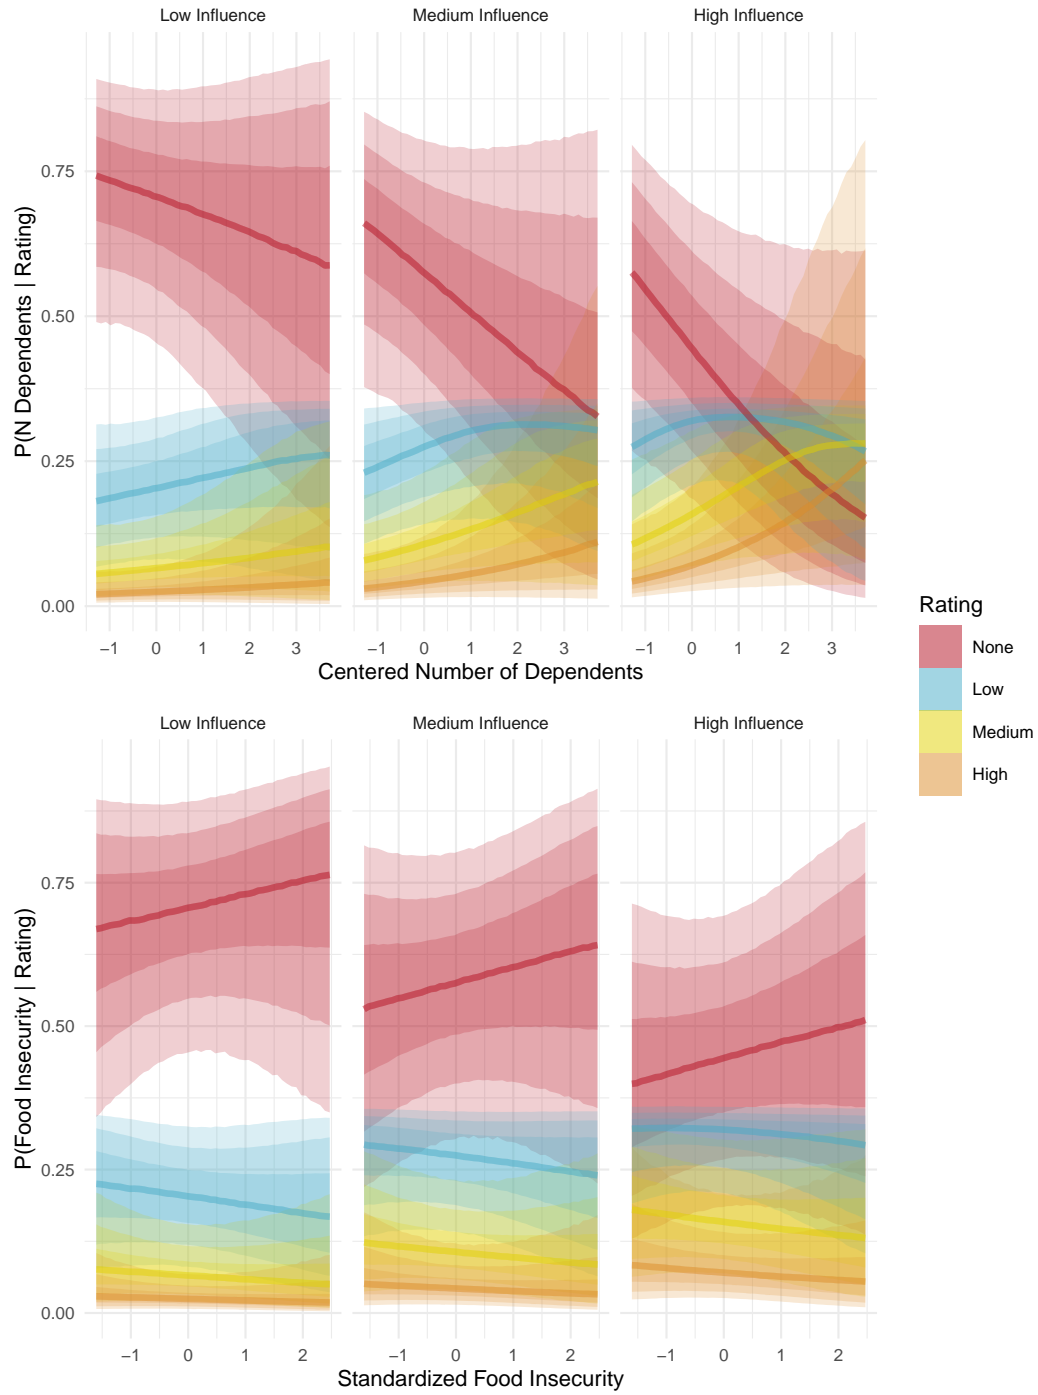 Low Influence Medium Influence High Influence
0.75
0.50
0.25
0.00
P(N Dependents | Rating)
−1 0 1 2 3 −1 0 1 2 3 −1 0 1 2 3
Centered Number of Dependents
Rating
None
Low
Medium
High
Low Influence Medium Influence High Influence
0.75
0.50
0.25
0.00
P(Food Insecurity | Rating)
−1 0 1 2 −1 0 1 2 −1 0 1 2
Standardized Food Insecurity